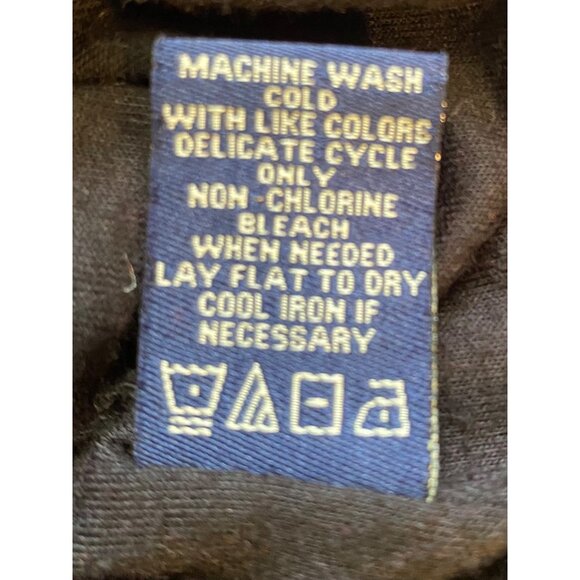 MACHINE WASH
COLD
WITH LIKE COLORS
DELICATE CYCLE
ONLY
NON-CHLORINE
BLEACH
WHEN NEEDED
LAY FLAT TO DRY
COOL IRON IF
NECESSARY